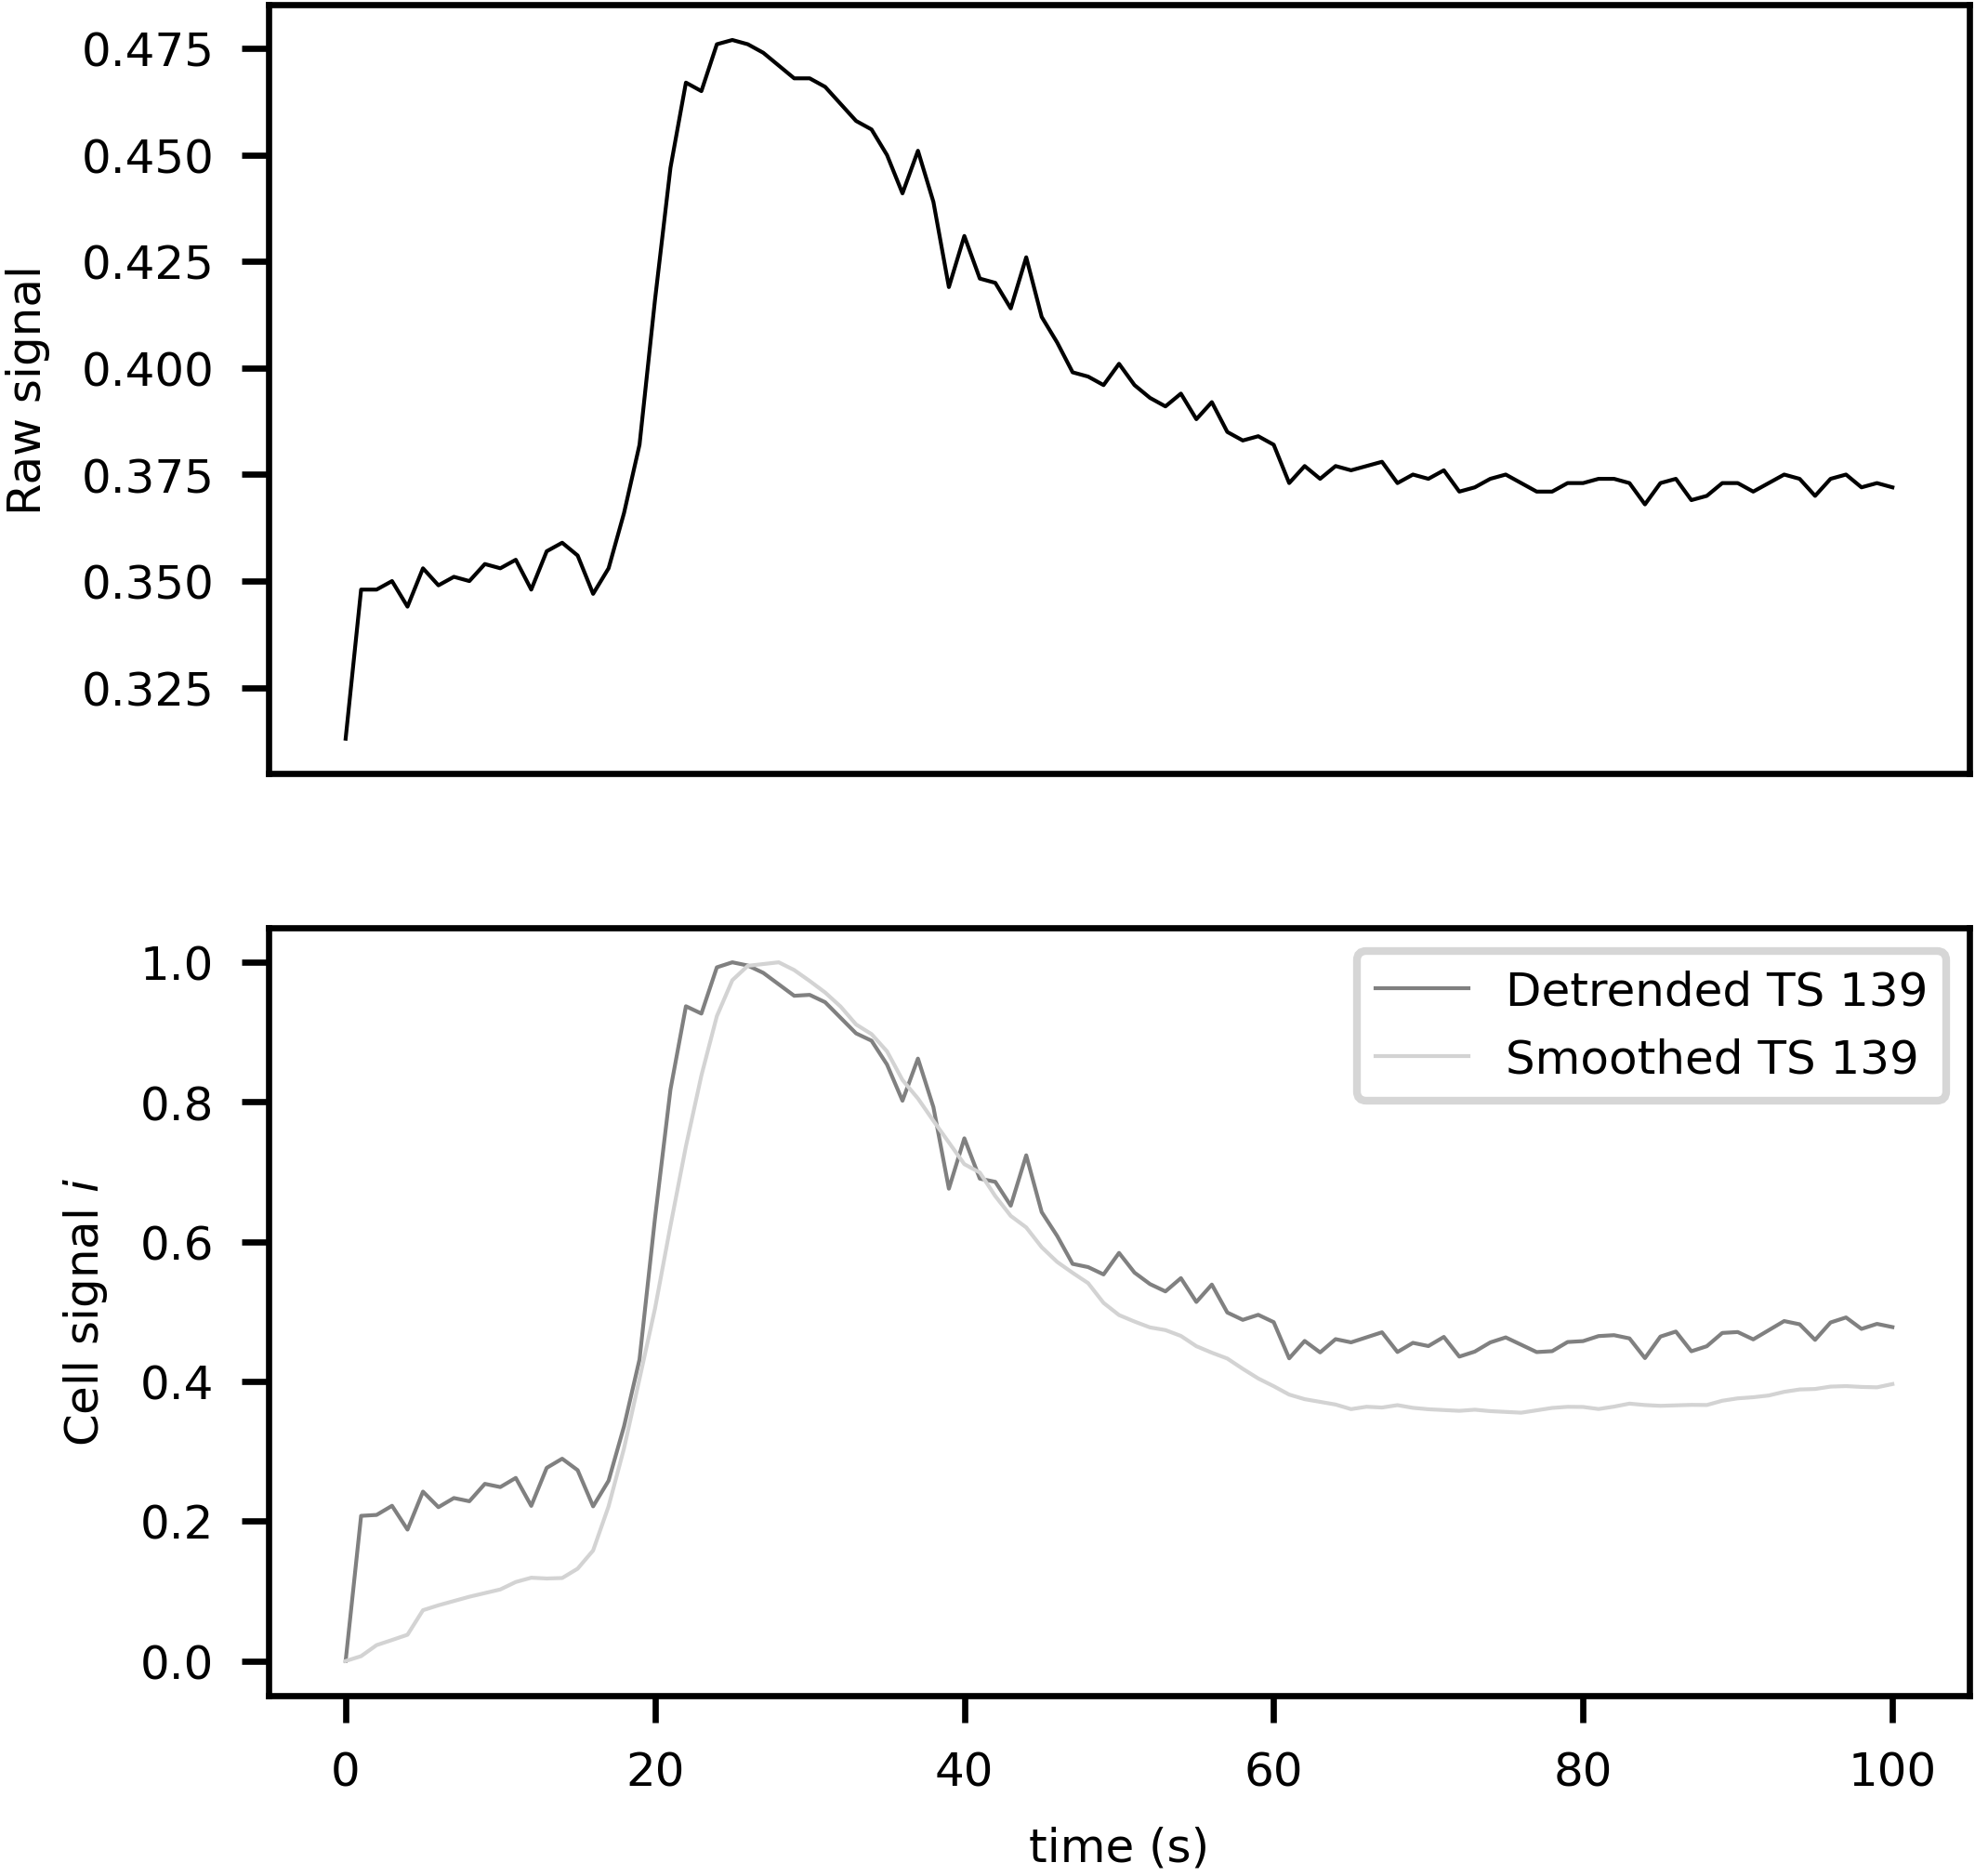 Raw signal
0.475
0.450
0.425
0.400
0.375
0.350
0.325
Cell signal i
1.0
0.8
0.6
0.4
0.2
0.0
Detrended TS 139
Smoothed TS 139
0 20 40 60 80 100
time (s)